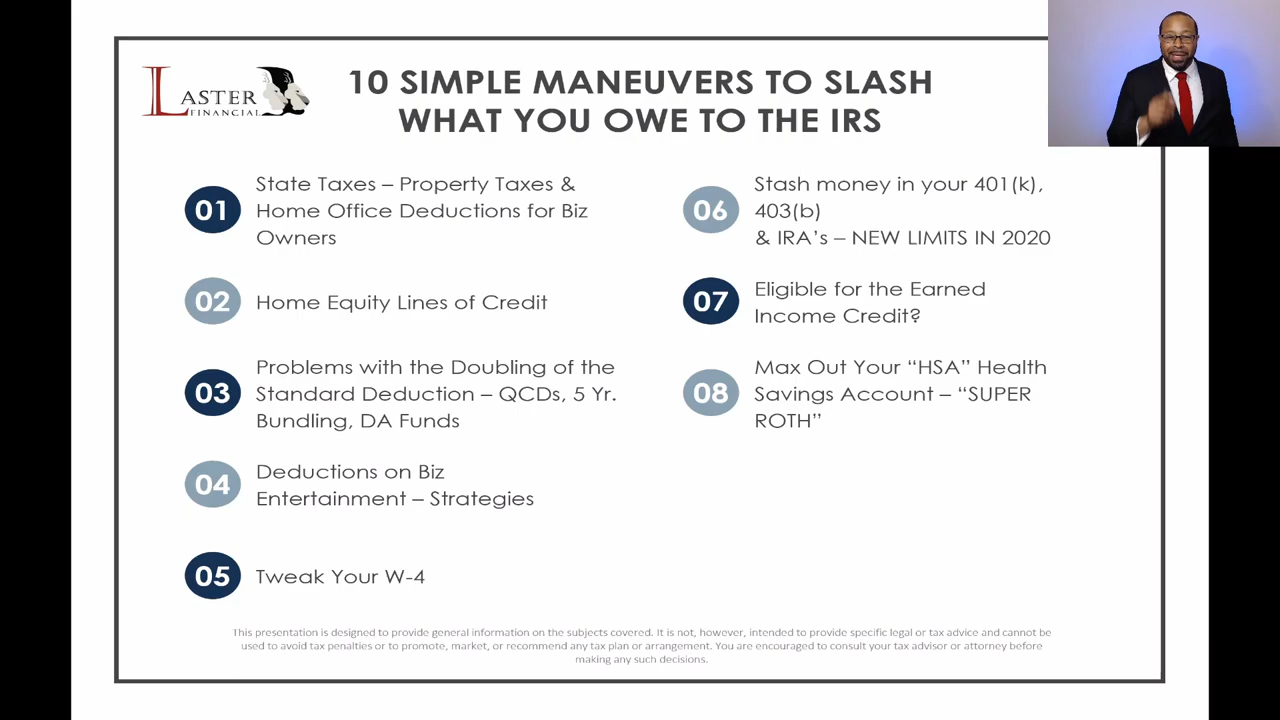 LASTER
FINANCIAL
10 SIMPLE MANEUVERS TO SLASH
WHAT YOU OWE TO THE IRS
01
State Taxes – Property Taxes &
Home Office Deductions for Biz
Owners
02
Home Equity Lines of Credit
03
Problems with the Doubling of the
Standard Deduction – QCDs, 5 Yr.
Bundling, DA Funds
04
Deductions on Biz
Entertainment – Strategies
05
Tweak Your W-4
06
Stash money in your 401(k),
403(b)
& IRA’s – NEW LIMITS IN 2020
07
Eligible for the Earned
Income Credit?
08
Max Out Your “HSA” Health
Savings Account – “SUPER
ROTH”
This presentation is designed to provide general information on the subjects covered. It is not, however, intended to provide specific legal or tax advice and cannot be
used to avoid tax penalties or to promote, market, or recommend any tax plan or arrangement. You are encouraged to consult your tax advisor or attorney before
making any such decisions.